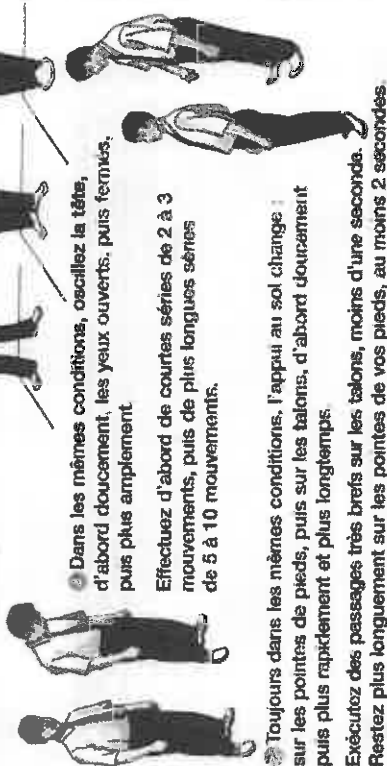 Dans les mêmes conditions, oscillez la tête,
d'abord doucement, les yeux ouverts, puis fermés,
puis plus amplement.
Effectuez d'abord de courtes séries de 2 à 3
mouvements, puis de plus longues séries
de 5 à 10 mouvements.
Toujours dans les mêmes conditions, l'appui au sol change :
sur les pointes de pieds, puis sur les talons, d'abord doucement
puis plus rapidement et plus longtemps.
Exécutez des passages très brefs sur les talons, moins d'une seconde.
Restez plus longuement sur les pointes de vos pieds, au moins 2 secondes.